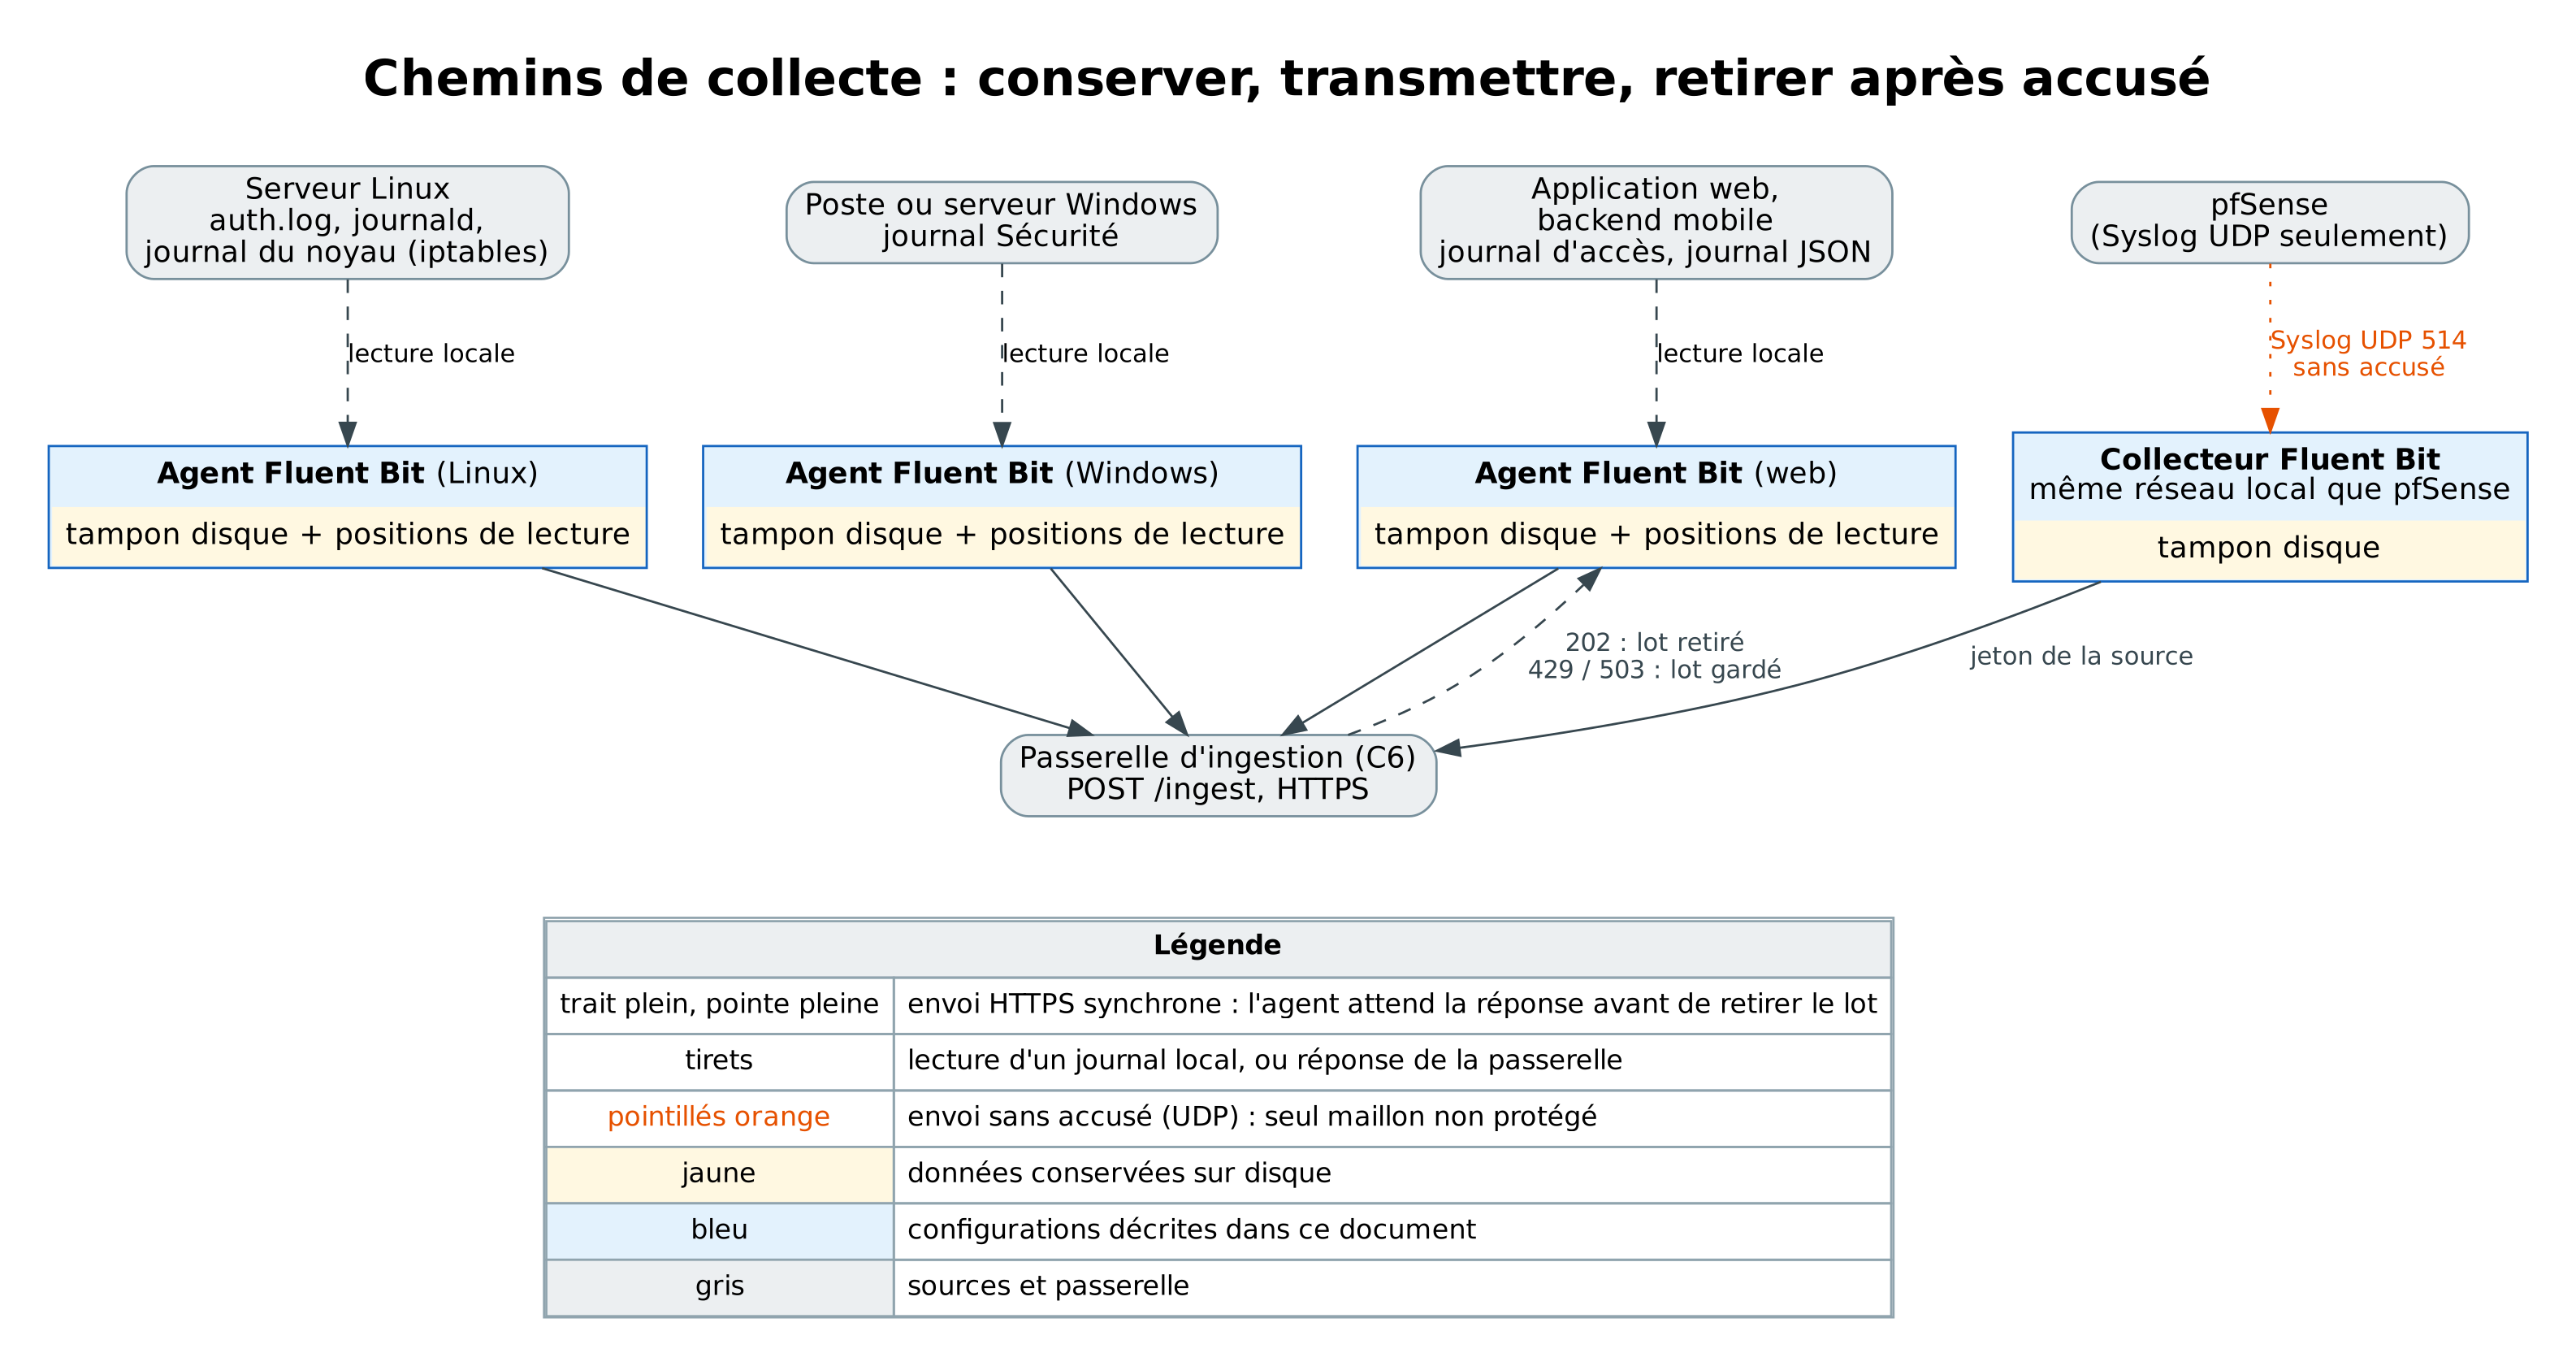 Chemins de collecte : conserver, transmettre, retirer après accusé
Serveur Linux
auth.log, journald,
journal du noyau (iptables)
Poste ou serveur Windows
journal Sécurité
Application web,
backend mobile
journal d'accès, journal JSON
pfSense
(Syslog UDP seulement)
lecture locale
lecture locale
lecture locale
Syslog UDP 514
sans accusé
Agent Fluent Bit (Linux)
tampon disque + positions de lecture
Agent Fluent Bit (Windows)
tampon disque + positions de lecture
Agent Fluent Bit (web)
tampon disque + positions de lecture
Collecteur Fluent Bit
même réseau local que pfSense
tampon disque
202 : lot retiré
429 / 503 : lot gardé
jeton de la source
Passerelle d'ingestion (C6)
POST /ingest, HTTPS
Légende
trait plein, pointe pleine
envoi HTTPS synchrone : l'agent attend la réponse avant de retirer le lot
tirets
lecture d'un journal local, ou réponse de la passerelle
pointillés orange
envoi sans accusé (UDP) : seul maillon non protégé
jaune
données conservées sur disque
bleu
configurations décrites dans ce document
gris
sources et passerelle